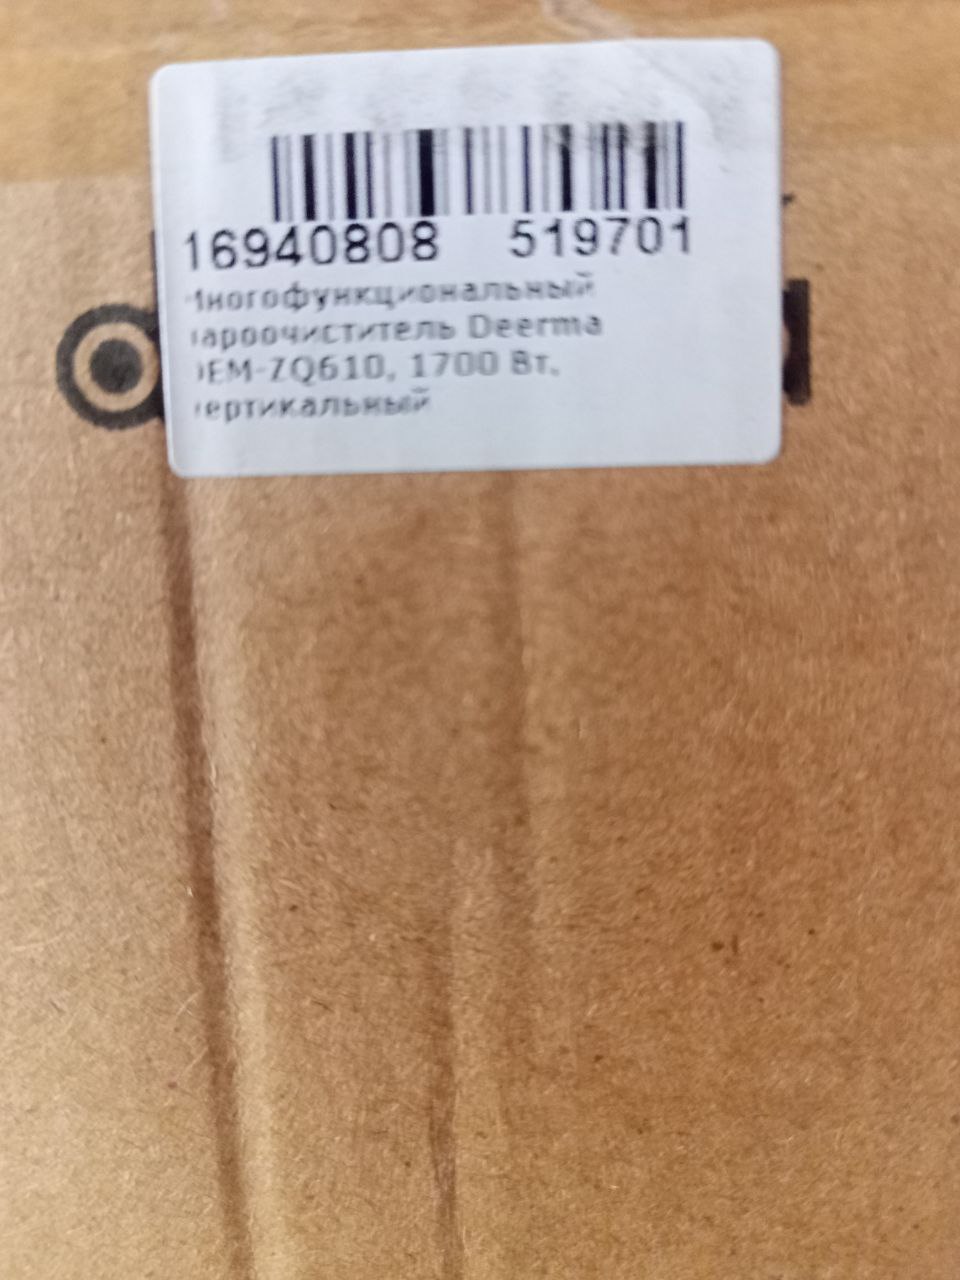 16940808 519701
Многофункциональный
пароочиститель Deerma
DEM-ZQ610, 1700 Вт,
вертикальный